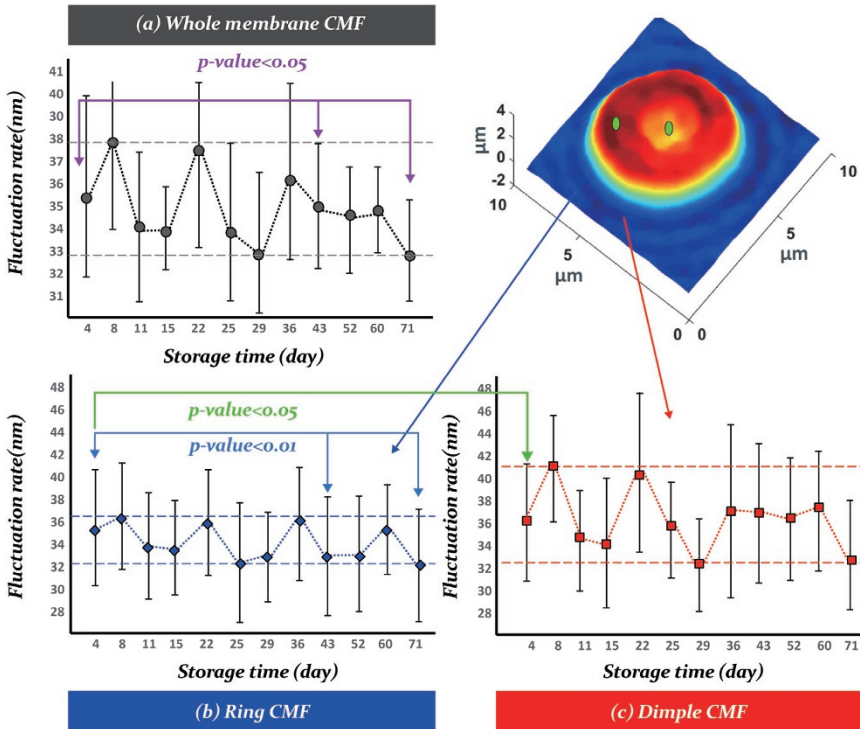 (a) Whole membrane CMF
Fluctuation rate(nm)
41
40
39
38
37
36
35
34
33
32
31
p-value<0.05
4 8 11 15 22 25 29 36 43 52 60 71
Storage time (day)
µm
4
2
0
-2
10
5
µm
0
0
5
µm
10
Fluctuation rate(nm)
48
46
44
42
40
38
36
34
32
30
28
p-value<0.05
p-value<0.01
4 8 11 15 22 25 29 36 43 52 60 71
Storage time (day)
(b) Ring CMF
Fluctuation rate(nm)
48
46
44
42
40
38
36
34
32
30
28
4 8 11 15 22 25 29 36 43 52 60 71
Storage time (day)
(c) Dimple CMF